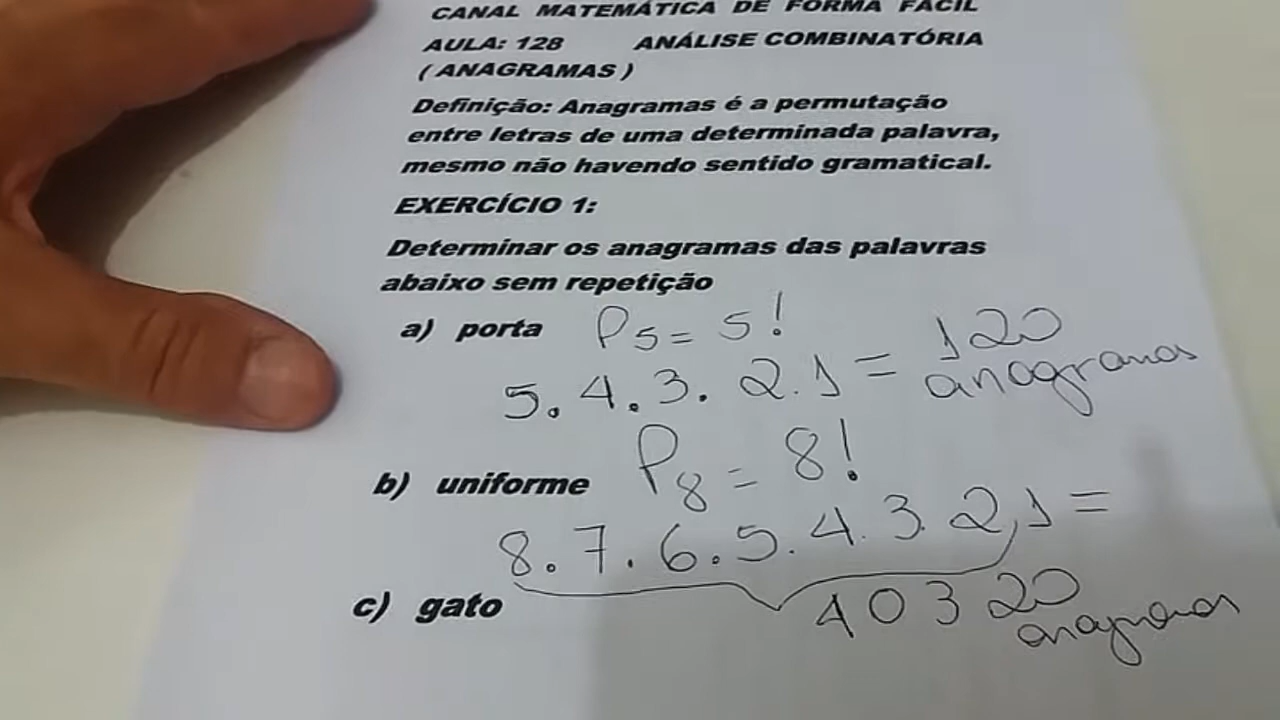 CANAL MATEMÁTICA DE FORMA FÁCIL
AULA: 128 ANÁLISE COMBINATÓRIA
( ANAGRAMAS )
Definição: Anagramas é a permutação
entre letras de uma determinada palavra,
mesmo não havendo sentido gramatical.
EXERCÍCIO 1:
Determinar os anagramas das palavras
abaixo sem repetição
a) porta P5 = 5!
5. 4. 3. 2. 1 = 120
anagramas
b) uniforme P8 = 8!
8. 7. 6. 5. 4. 3. 2, 1 =
c) gato 40320
anagramas